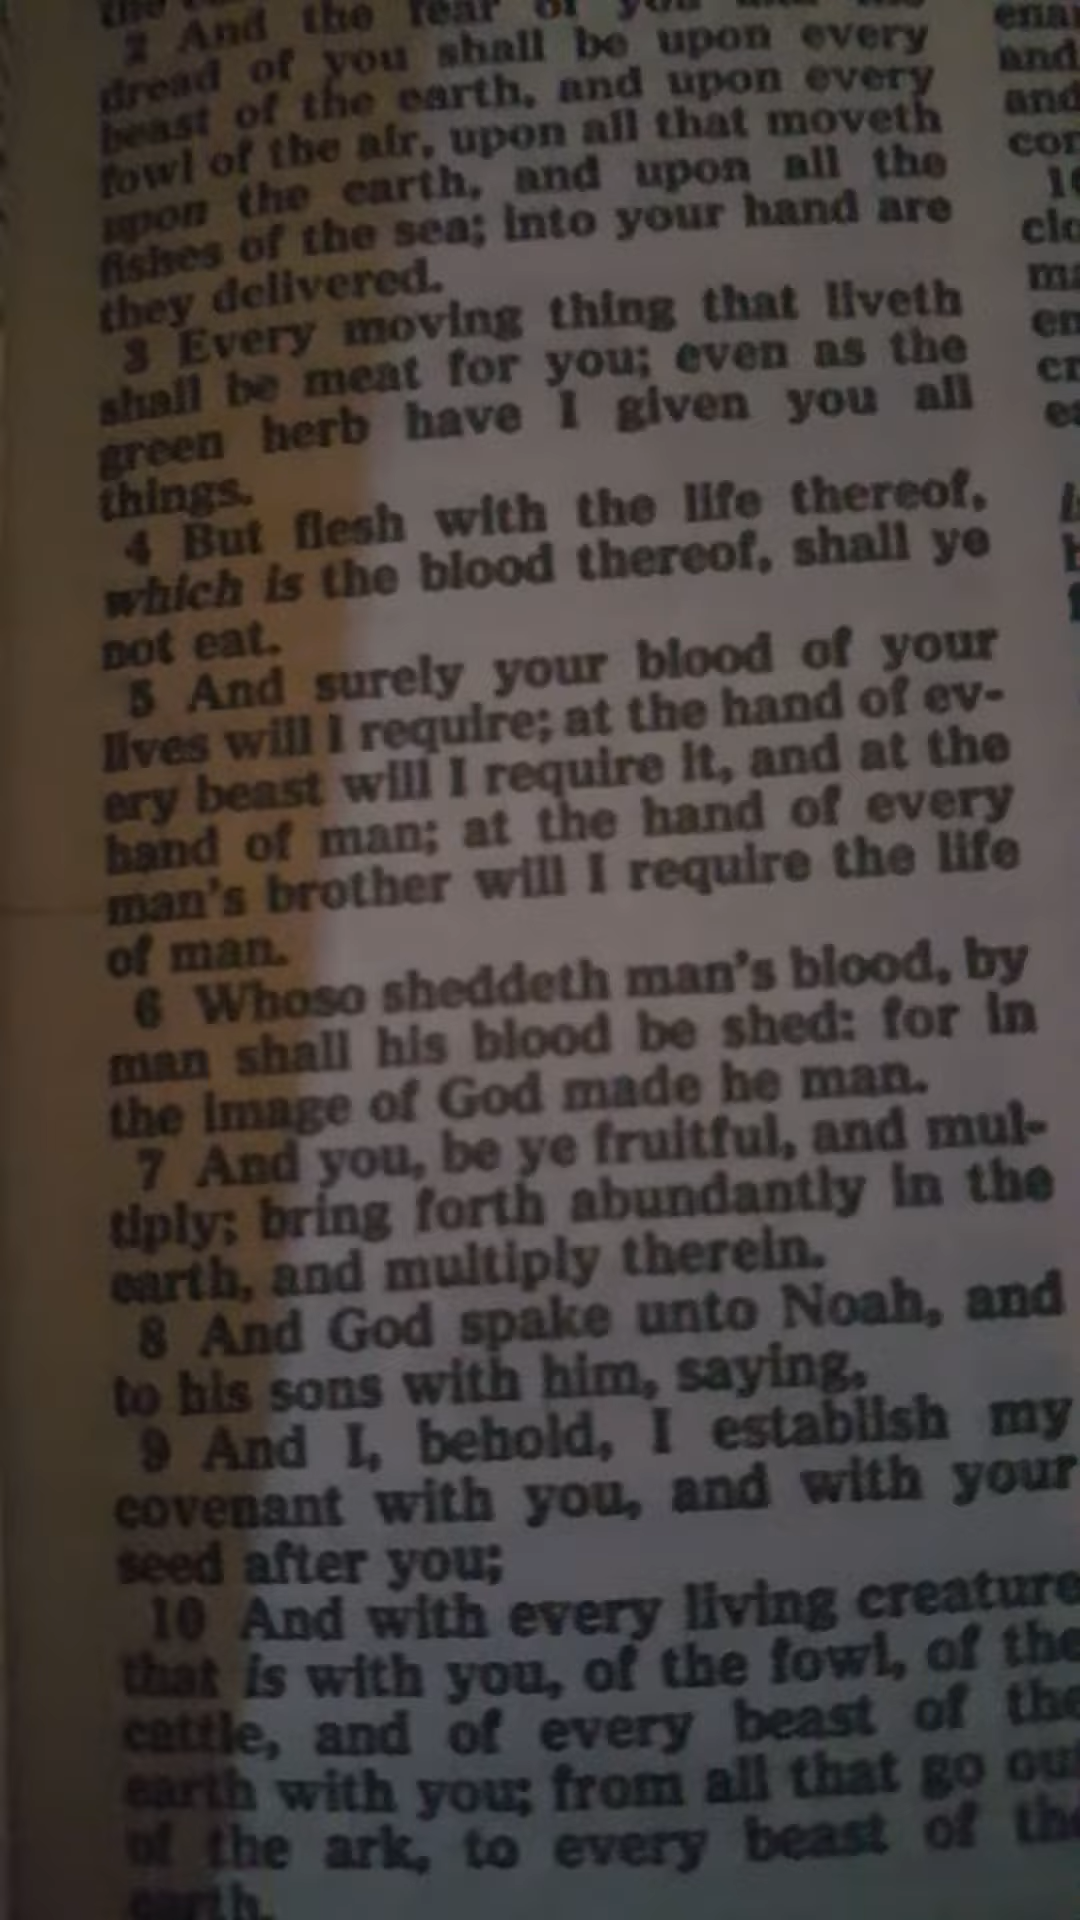 2 And the fear of you and the
dread of you shall be upon every
beast of the earth, and upon every
fowl of the air, upon all that moveth
upon the earth, and upon all the
fishes of the sea; into your hand are
they delivered.
3 Every moving thing that liveth
shall be meat for you; even as the
green herb have I given you all
things.
4 But flesh with the life thereof,
which is the blood thereof, shall ye
not eat.
5 And surely your blood of your
lives will I require; at the hand of ev-
ery beast will I require it, and at the
hand of man; at the hand of every
man's brother will I require the life
of man.
6 Whoso sheddeth man's blood, by
man shall his blood be shed: for in
the image of God made he man.
7 And you, be ye fruitful, and mul-
tiply; bring forth abundantly in the
earth, and multiply therein.
8 And God spake unto Noah, and
to his sons with him, saying,
9 And I, behold, I establish my
covenant with you, and with your
seed after you;
10 And with every living creature
that is with you, of the fowl, of the
cattle, and of every beast of the
earth with you; from all that go out
of the ark, to every beast of the
earth.
and
and